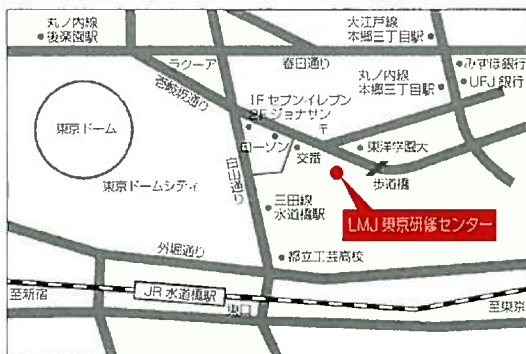 丸ノ内線
後楽園駅
大江戸線
本郷三丁目駅
ラクーア
春日通り
丸ノ内線
本郷三丁目駅
みずほ銀行
UFJ 銀行
壱岐坂通り
1F セブンイレブン
2F ジョナサン
〒
東京ドーム
ローソン
交番
東洋学園大
白山通り
歩道橋
東京ドームシティ
三田線
水道橋駅
LMJ 東京研修センター
外堀通り
都立工芸高校
至新宿
JR 水道橋駅
東口
至東京